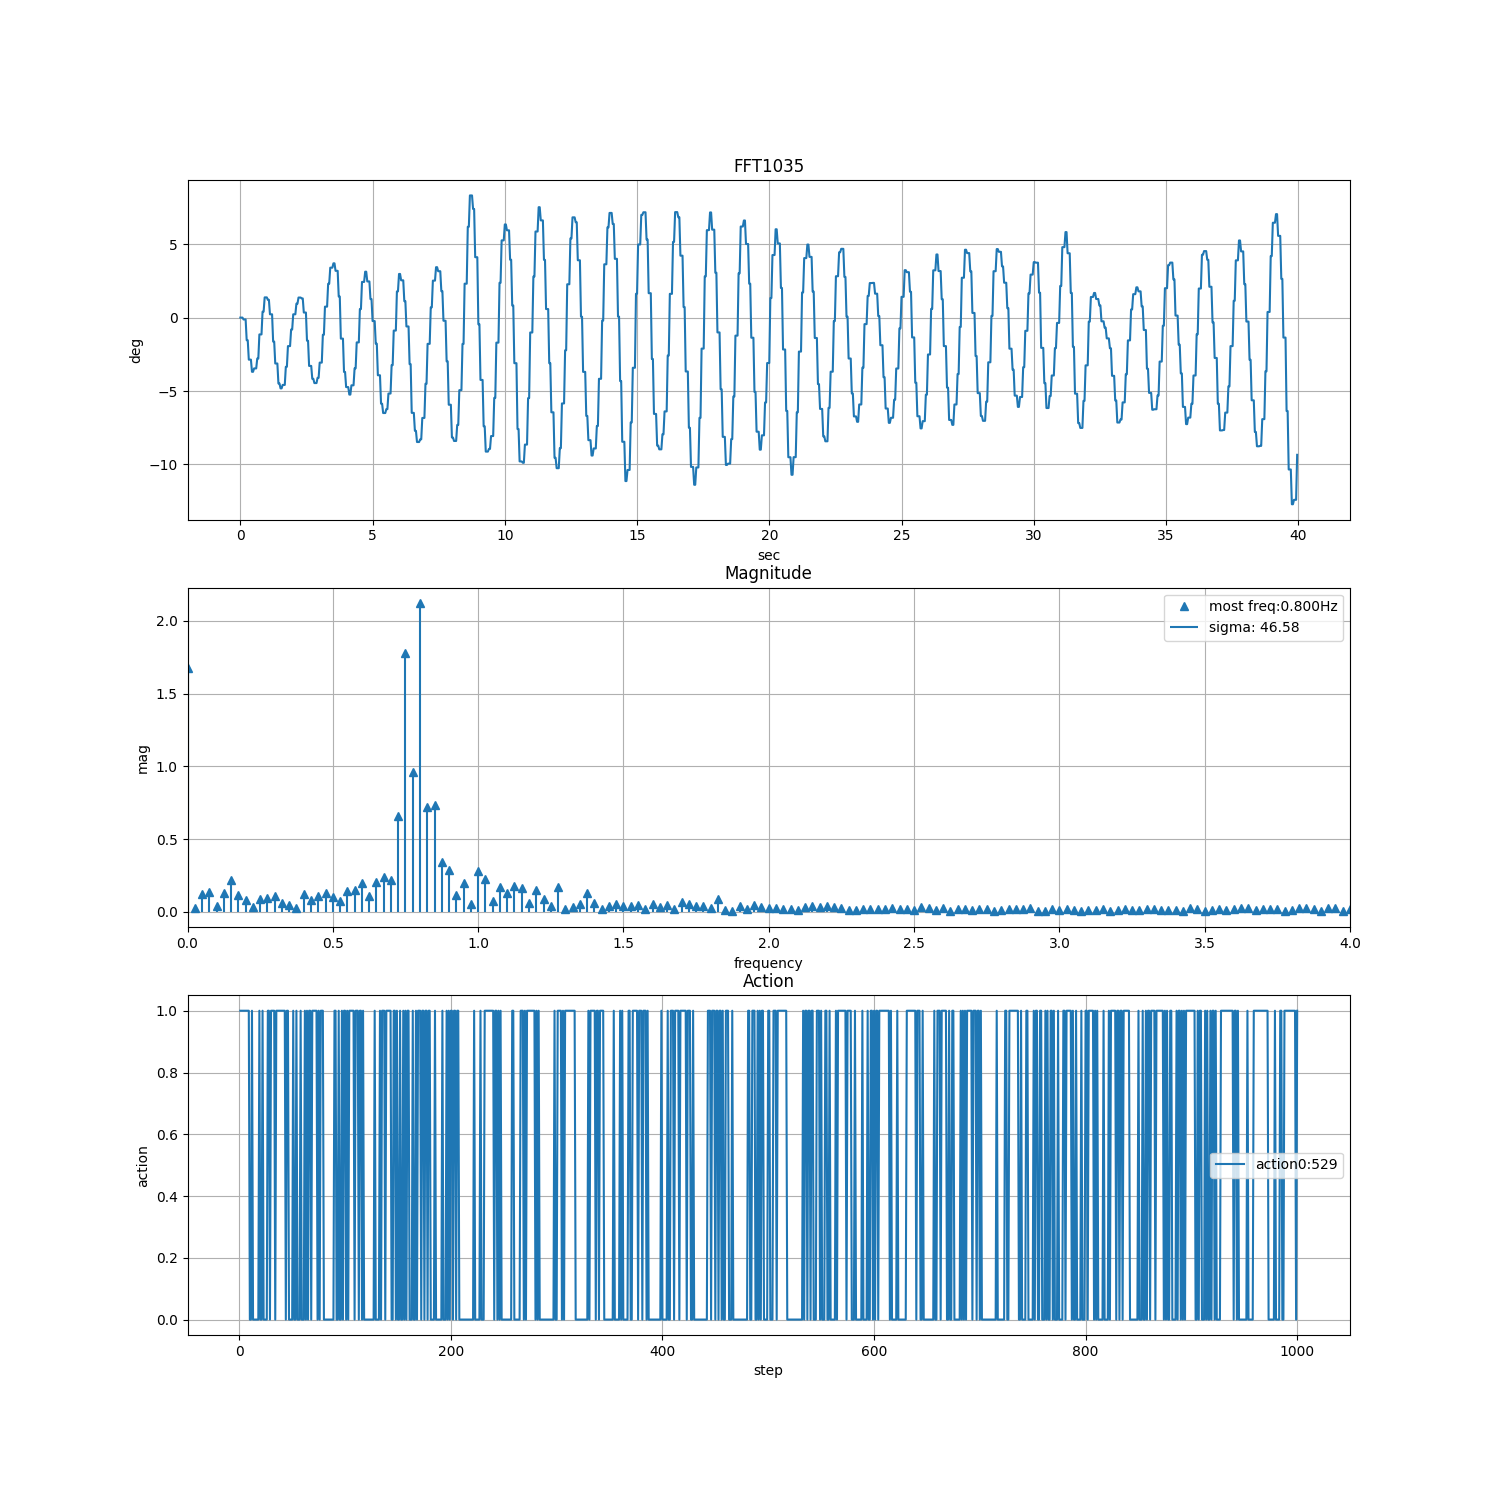 FFT1035
5
0
−5
−10
deg
0 5 10 15 20 25 30 35 40
sec
Magnitude
most freq:0.800Hz
sigma: 46.58
2.0
1.5
1.0
0.5
0.0
mag
0.0 0.5 1.0 1.5 2.0 2.5 3.0 3.5 4.0
frequency
Action
1.0
0.8
0.6
0.4
0.2
0.0
action
action0:529
0 200 400 600 800 1000
step